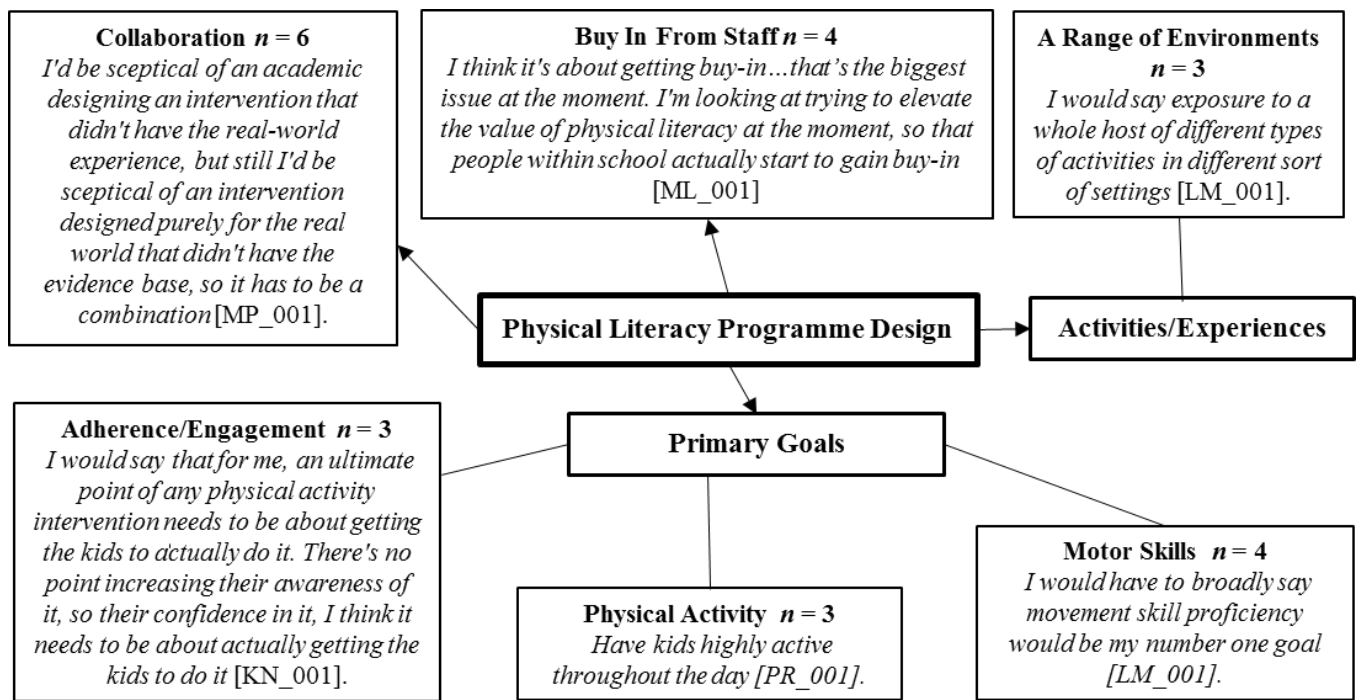 Collaboration n = 6
I'd be sceptical of an academic
designing an intervention that
didn't have the real-world
experience, but still I'd be
sceptical of an intervention
designed purely for the real
world that didn't have the
evidence base, so it has to be a
combination [MP_001].
Buy In From Staff n = 4
I think it's about getting buy-in…that’s the biggest
issue at the moment. I'm looking at trying to elevate
the value of physical literacy at the moment, so that
people within school actually start to gain buy-in
[ML_001]
A Range of Environments
n = 3
I would say exposure to a
whole host of different types
of activities in different sort
of settings [LM_001].
Physical Literacy Programme Design
Activities/Experiences
Primary Goals
Adherence/Engagement n = 3
I would say that for me, an ultimate
point of any physical activity
intervention needs to be about getting
the kids to actually do it. There's no
point increasing their awareness of
it, so their confidence in it, I think it
needs to be about actually getting the
kids to do it [KN_001].
Physical Activity n = 3
Have kids highly active
throughout the day [PR_001].
Motor Skills n = 4
I would have to broadly say
movement skill proficiency
would be my number one goal
[LM_001].